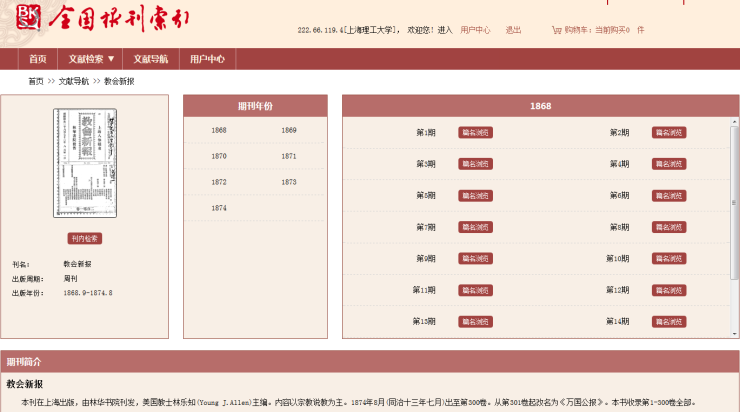 全国报刊索引
222.66.119.4[上海理工大学]， 欢迎您! 进入 用户中心 退出 购物车: 当前购买0 件
首页 文献检索 ▼ 文献导航 用户中心
首页 >> 文献导航 >> 教会新报
教會新報
刊内检索
刊名: 教会新报
出版周期: 周刊
出版年份: 1868.9-1874.8
期刊年份
1868 1869
1870 1871
1872 1873
1874
1868
第1期 篇名浏览 第2期 篇名浏览
第3期 篇名浏览 第4期 篇名浏览
第5期 篇名浏览 第6期 篇名浏览
第7期 篇名浏览 第8期 篇名浏览
第9期 篇名浏览 第10期 篇名浏览
第11期 篇名浏览 第12期 篇名浏览
第13期 篇名浏览 第14期 篇名浏览
期刊简介
教会新报
本刊在上海出版，由林华书院刊发，美国教士林乐知(Young J.Allen)主编。内容以宗教说教为主。1874年8月(同治十三年七月)出至第300卷。从第301卷起改名为《万国公报》。本书收录第1-300卷全部。